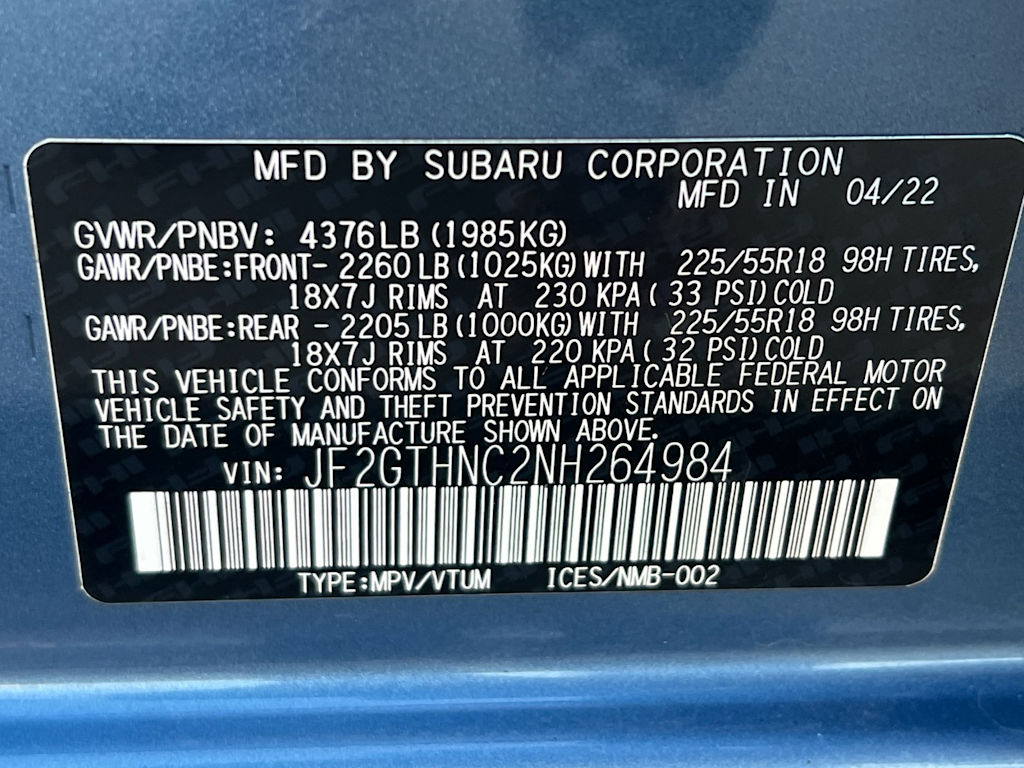 MFD BY SUBARU CORPORATION
MFD IN 04/22
GVWR/PNBV: 4376LB (1985KG)
GAWR/PNBE:FRONT- 2260 LB (1025KG) WITH 225/55R18 98H TIRES,
18X7J RIMS AT 230 KPA ( 33 PSI) COLD
GAWR/PNBE:REAR - 2205 LB (1000KG) WITH 225/55R18 98H TIRES,
18X7J RIMS AT 220 KPA ( 32 PSI) COLD
THIS VEHICLE CONFORMS TO ALL APPLICABLE FEDERAL MOTOR
VEHICLE SAFETY AND THEFT PREVENTION STANDARDS IN EFFECT ON
THE DATE OF MANUFACTURE SHOWN ABOVE.
VIN: JF2GTHNC2NH264984
TYPE:MPV/VTUM ICES/NMB-002